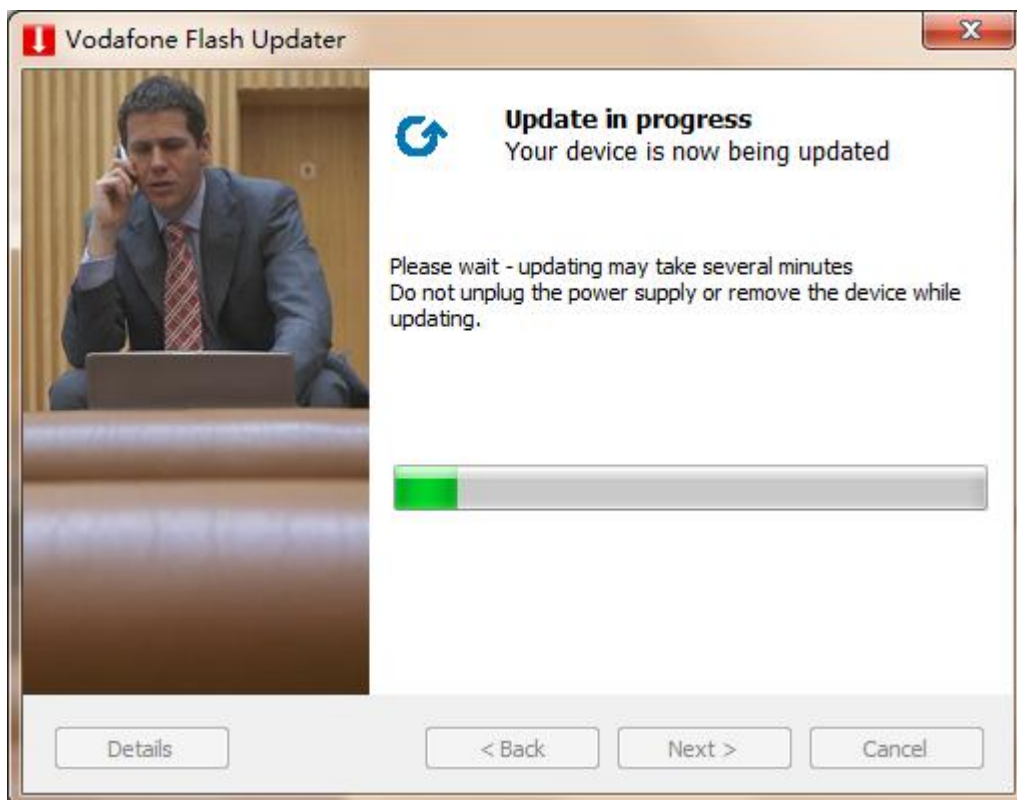 Vodafone Flash Updater
Update in progress
Your device is now being updated
Please wait - updating may take several minutes
Do not unplug the power supply or remove the device while
updating.
Details
< Back
Next >
Cancel